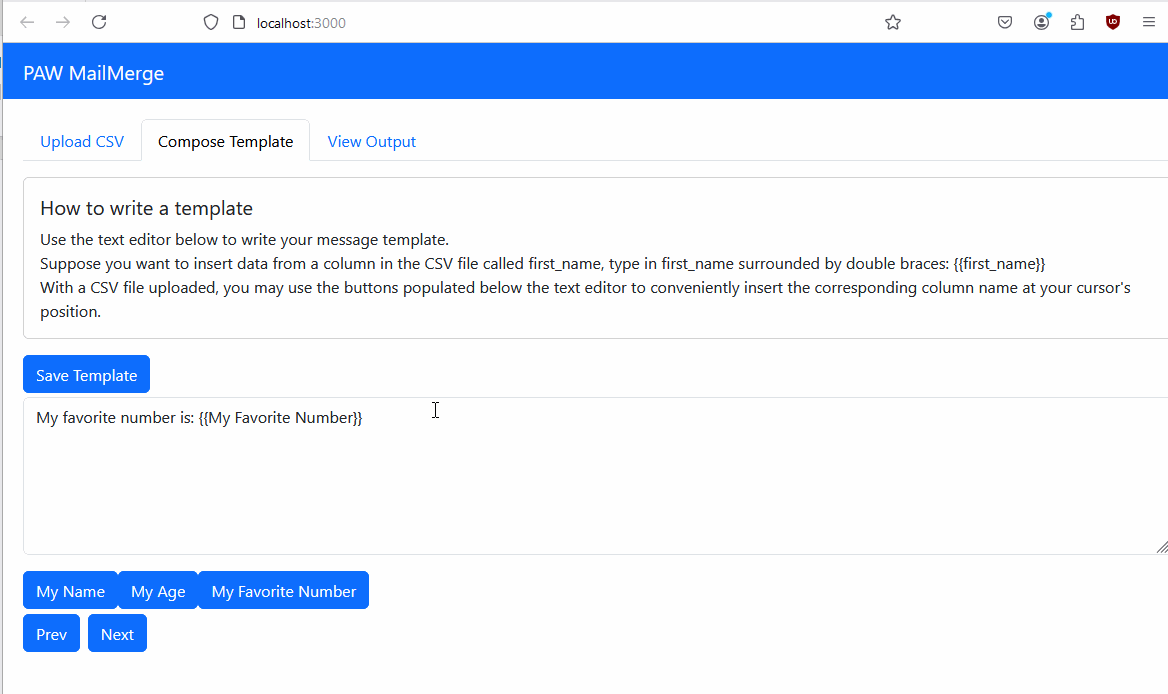 localhost:3000
PAW MailMerge
Upload CSV Compose Template View Output
How to write a template
Use the text editor below to write your message template.
Suppose you want to insert data from a column in the CSV file called first_name, type in first_name surrounded by double braces: {{first_name}}
With a CSV file uploaded, you may use the buttons populated below the text editor to conveniently insert the corresponding column name at your cursor's
position.
Save Template
My favorite number is: {{My Favorite Number}}
My Name My Age My Favorite Number
Prev Next